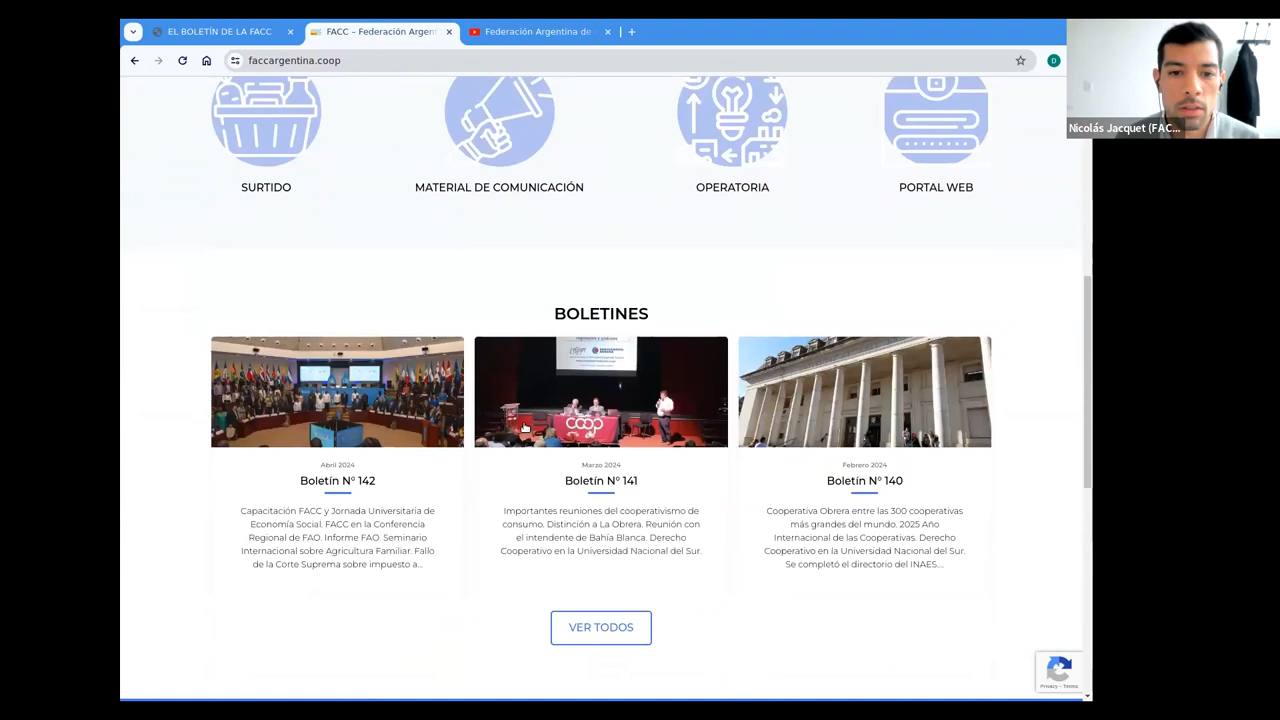 EL BOLETÍN DE LA FACC
FACC – Federación Argen
Federación Argentina de
faccargentina.coop
D
Nicolás Jacquet (FAC...
SURTIDO
MATERIAL DE COMUNICACIÓN
OPERATORIA
PORTAL WEB
BOLETINES
coop
Abril 2024
Boletín N° 142
Capacitación FACC y Jornada Universitaria de
Economía Social. FACC en la Conferencia
Regional de FAO. Informe FAO. Seminario
Internacional sobre Agricultura Familiar. Fallo
de la Corte Suprema sobre impuesto a...
Marzo 2024
Boletín N° 141
Importantes reuniones del cooperativismo de
consumo. Distinción a La Obrera. Reunión con
el intendente de Bahía Blanca. Derecho
Cooperativo en la Universidad Nacional del Sur.
Febrero 2024
Boletín N° 140
Cooperativa Obrera entre las 300 cooperativas
más grandes del mundo. 2025 Año
Internacional de las Cooperativas. Derecho
Cooperativo en la Universidad Nacional del Sur.
Se completó el directorio del INAES....
VER TODOS
Privacy - Terms